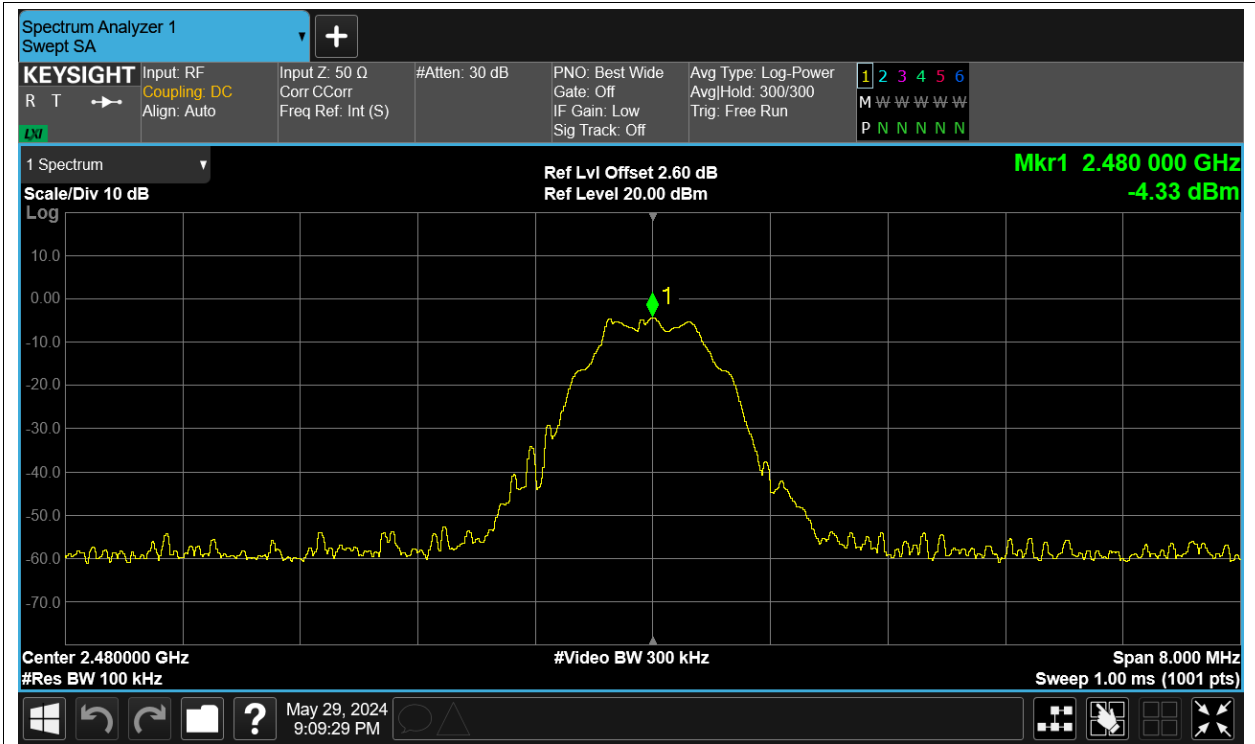 Spectrum Analyzer 1
Swept SA
KEYSIGHT
R T
LXI
Input: RF
Coupling: DC
Align: Auto
Input Z: 50 Ω
Corr CCorr
Freq Ref: Int (S)
#Atten: 30 dB
PNO: Best Wide
Gate: Off
IF Gain: Low
Sig Track: Off
Avg Type: Log-Power
Avg|Hold: 300/300
Trig: Free Run
1 2 3 4 5 6
M W W W W W
P N N N N N
1 Spectrum
Scale/Div 10 dB
Ref Lvl Offset 2.60 dB
Ref Level 20.00 dBm
Mkr1 2.480 000 GHz
-4.33 dBm
Log
10.0
0.00
-10.0
-20.0
-30.0
-40.0
-50.0
-60.0
-70.0
1
Center 2.480000 GHz
#Video BW 300 kHz
Span 8.000 MHz
#Res BW 100 kHz
Sweep 1.00 ms (1001 pts)
?
May 29, 2024
9:09:29 PM